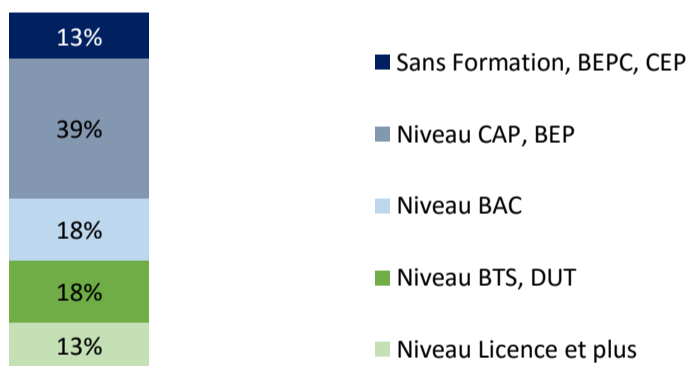 13%
39%
18%
18%
13%
Sans Formation, BEPC, CEP
Niveau CAP, BEP
Niveau BAC
Niveau BTS, DUT
Niveau Licence et plus